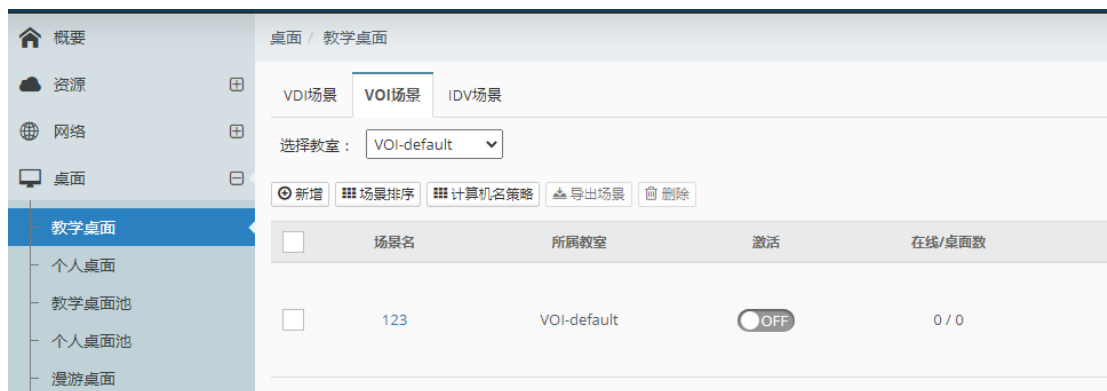 概要
资源
网络
桌面
教学桌面
个人桌面
教学桌面池
个人桌面池
漫游桌面
桌面 / 教学桌面
VDI场景 VOI场景 IDV场景
选择教室： VOI-default
新增 场景排序 计算机名策略 导出场景 删除
场景名 所属教室 激活 在线/桌面数
123 VOI-default OFF 0 / 0